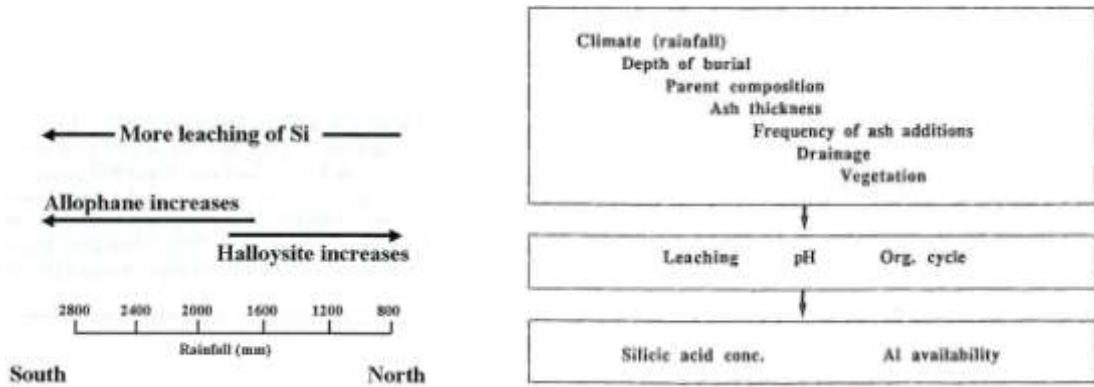 More leaching of Si
Allophane increases
Halloysite increases
2800 2400 2000 1600 1200 800
Rainfall (mm)
South North
Climate (rainfall)
Depth of burial
Parent composition
Ash thickness
Frequency of ash additions
Drainage
Vegetation
Leaching pH Org. cycle
Silicic acid conc. Al availability